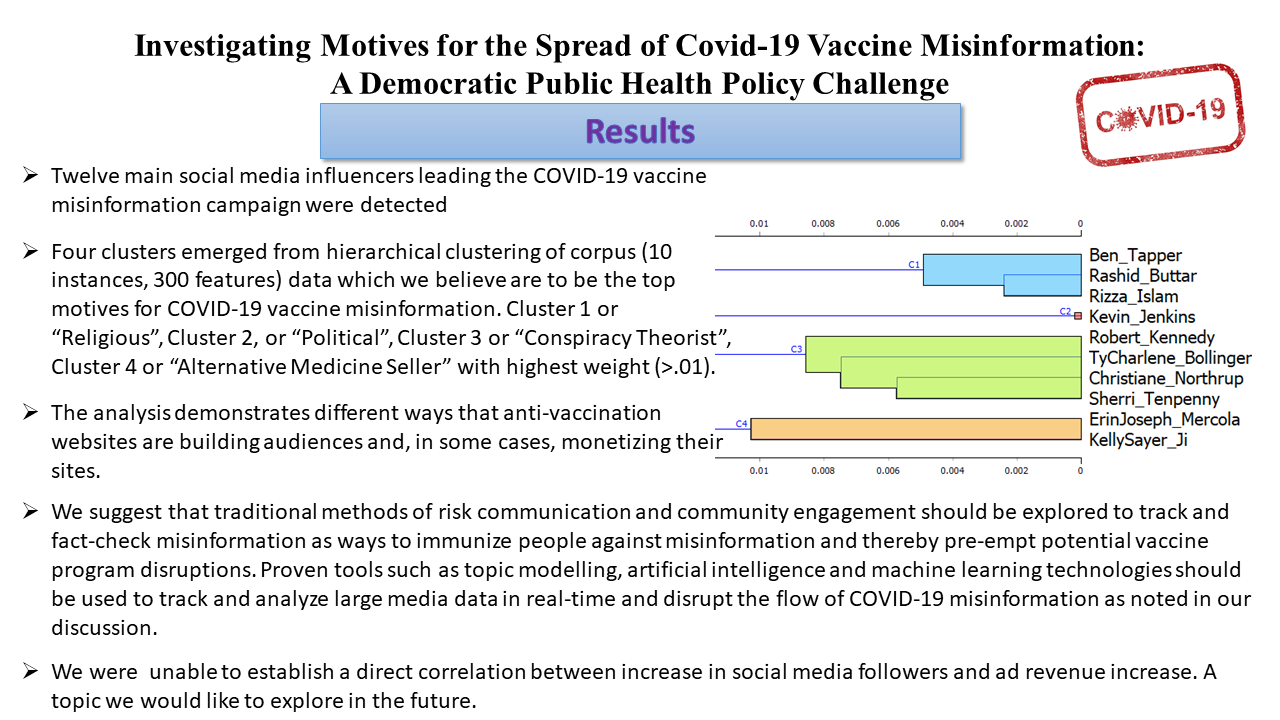 Investigating Motives for the Spread of Covid-19 Vaccine Misinformation:
A Democratic Public Health Policy Challenge
COVID-19
Results
Twelve main social media influencers leading the COVID-19 vaccine
misinformation campaign were detected
Four clusters emerged from hierarchical clustering of corpus (10
instances, 300 features) data which we believe are to be the top
motives for COVID-19 vaccine misinformation. Cluster 1 or
“Religious”, Cluster 2, or “Political”, Cluster 3 or “Conspiracy Theorist”,
Cluster 4 or “Alternative Medicine Seller” with highest weight (>.01).
The analysis demonstrates different ways that anti-vaccination
websites are building audiences and, in some cases, monetizing their
sites.
0.01 0.008 0.006 0.004 0.002 0
C1
C2
C3
C4
Ben_Tapper
Rashid_Buttar
Rizza_Islam
Kevin_Jenkins
Robert_Kennedy
TyCharlene_Bollinger
Christiane_Northrup
Sherri_Tenpenny
ErinJoseph_Mercola
KellySayer_Ji
0.01 0.008 0.006 0.004 0.002 0
We suggest that traditional methods of risk communication and community engagement should be explored to track and
fact-check misinformation as ways to immunize people against misinformation and thereby pre-empt potential vaccine
program disruptions. Proven tools such as topic modelling, artificial intelligence and machine learning technologies should
be used to track and analyze large media data in real-time and disrupt the flow of COVID-19 misinformation as noted in our
discussion.
We were  unable to establish a direct correlation between increase in social media followers and ad revenue increase. A
topic we would like to explore in the future.